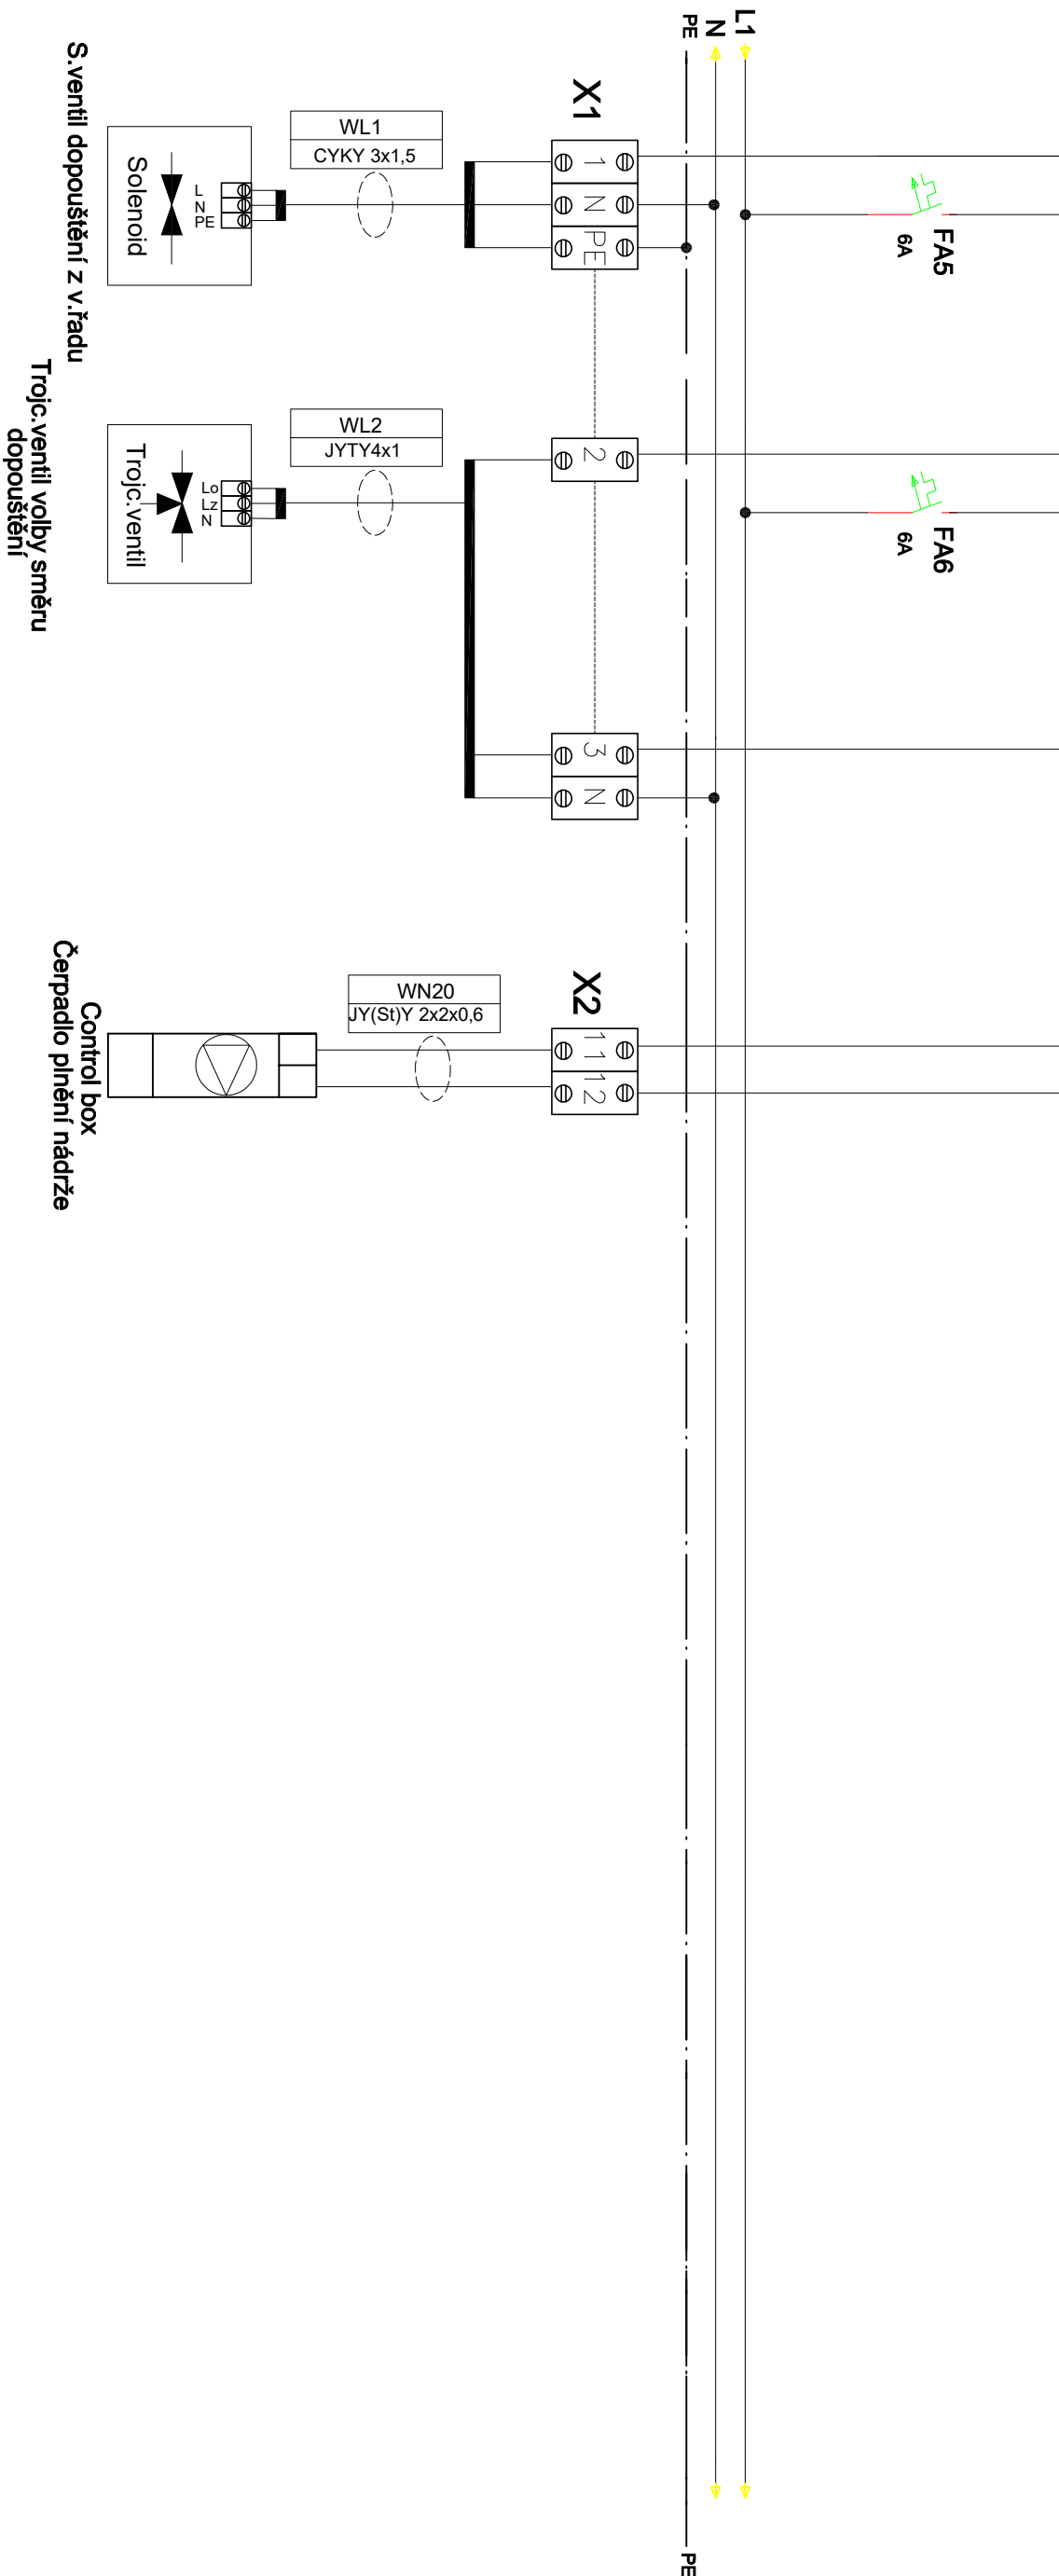 L1
N
PE
X1
1
N
PE
WL1
CYKY 3x1,5
L
N
PE
Solenoid
S.ventil dopouštění z v.řadu
FA5
6A
2
WL2
JYTY4x1
Lo
Lz
N
Trojc.ventil
Trojc.ventil volby směru
dopouštění
FA6
6A
3
N
X2
11
12
WN20
JY(St)Y 2x2x0,6
Control box
Čerpadlo plnění nádrže
PE